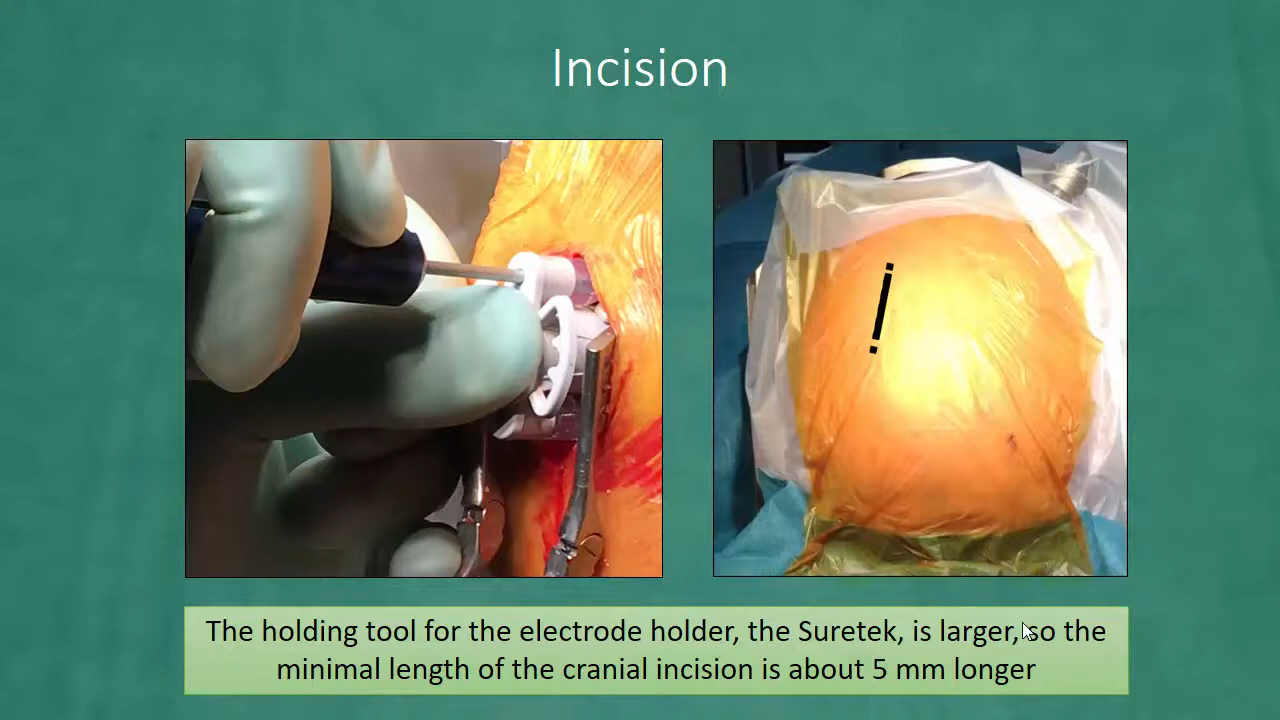 Incision
The holding tool for the electrode holder, the Suretek, is larger, so the
minimal length of the cranial incision is about 5 mm longer